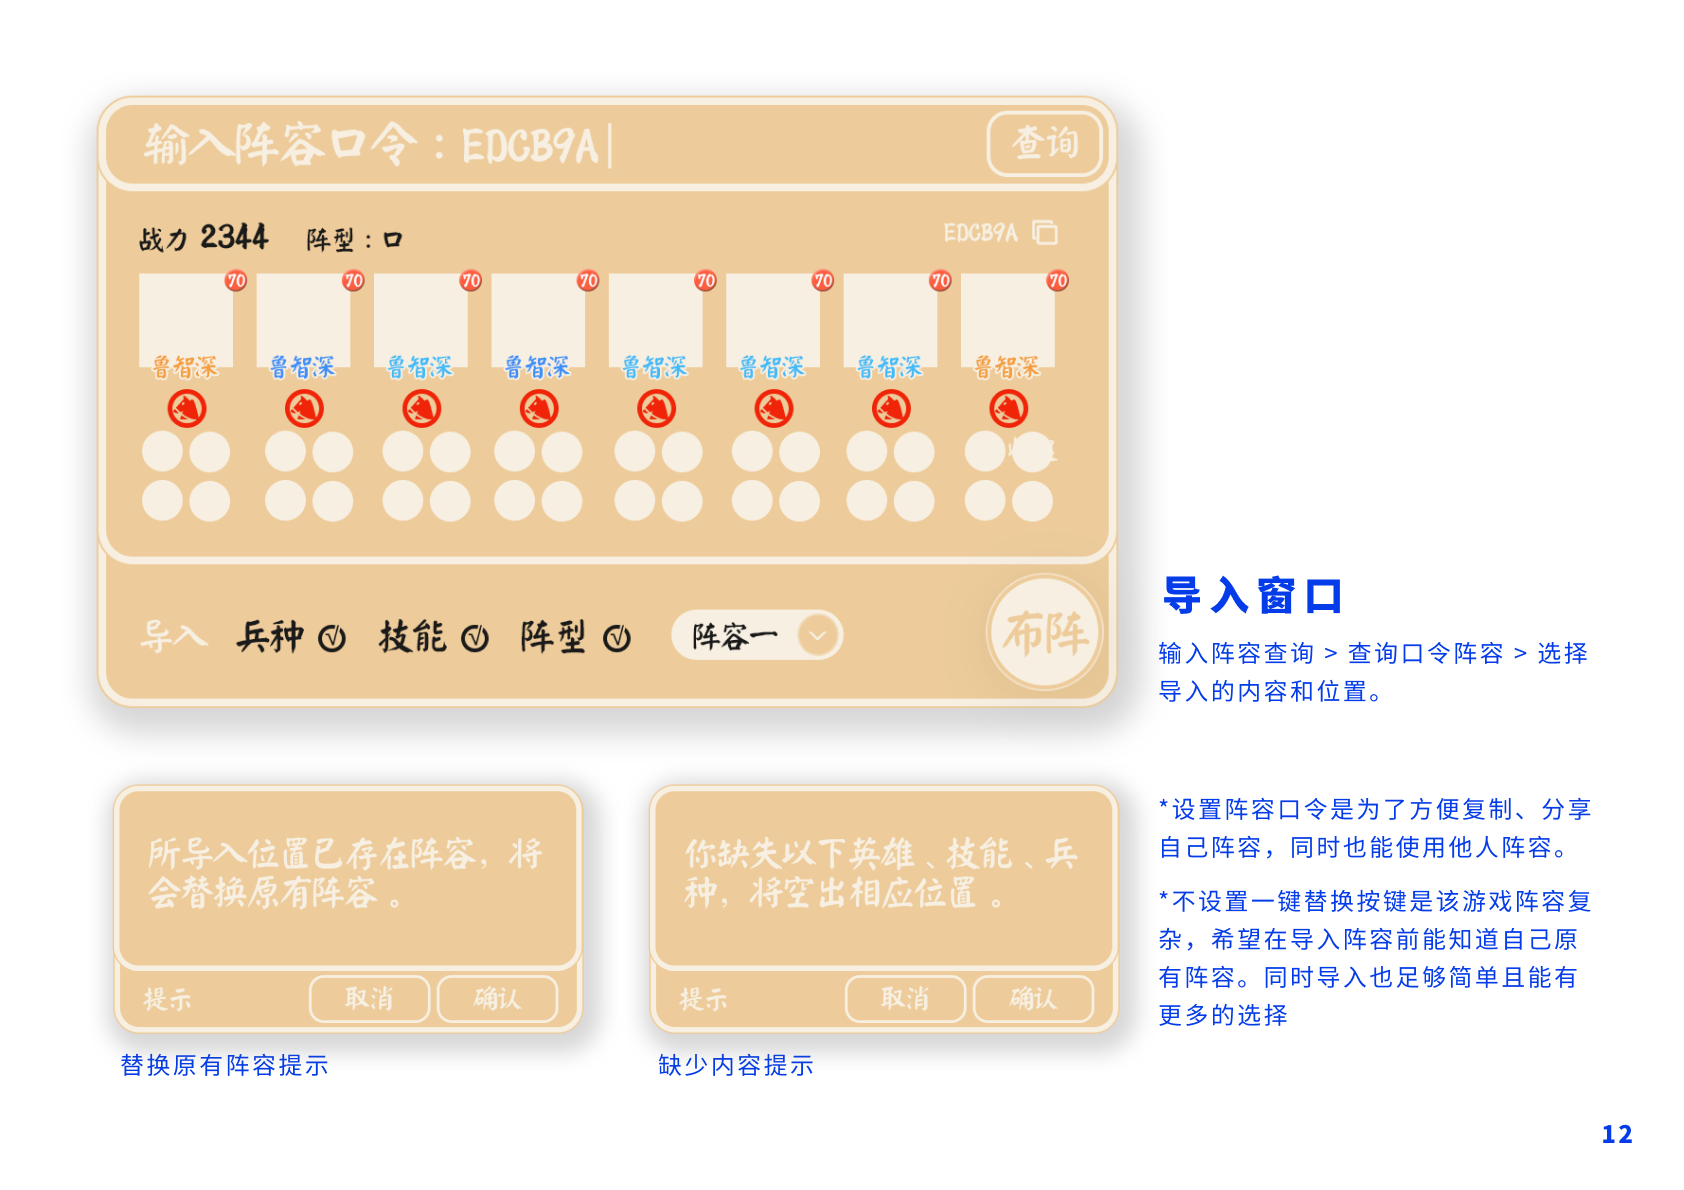 输入阵容口令：EDCB9A
查询
战力 2344 阵型：口
EDCB9A
70 70 70 70 70 70 70 70
鲁智深 鲁智深 鲁智深 鲁智深 鲁智深 鲁智深 鲁智深 鲁智深
导入 兵种 技能 阵型 阵容一
布阵
导入窗口
输入阵容查询 > 查询口令阵容 > 选择
导入的内容和位置。
所导入位置已存在阵容，将
会替换原有阵容。
提示 取消 确认
替换原有阵容提示
你缺失以下英雄、技能、兵
种，将空出相应位置。
提示 取消 确认
缺少内容提示
*设置阵容口令是为了方便复制、分享
自己阵容，同时也能使用他人阵容。
*不设置一键替换按键是该游戏阵容复
杂，希望在导入阵容前能知道自己原
有阵容。同时导入也足够简单且能有
更多的选择
12